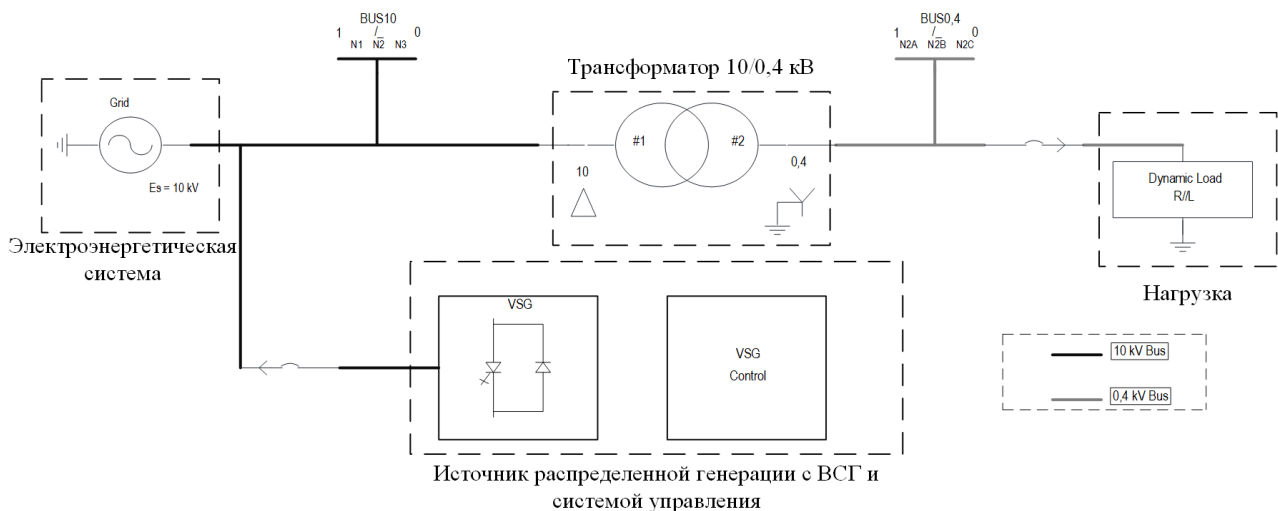 BUS10
1 /_ 0
N1 N2 N3
BUS0,4
1 /_ 0
N2A N2B N2C
Трансформатор 10/0,4 кВ
Grid
Es = 10 kV
#1 #2
10
0,4
Dynamic Load
R//L
Электроэнергетическая
система
Нагрузка
VSG
VSG
Control
10 kV Bus
0,4 kV Bus
Источник распределенной генерации с ВСГ и
системой управления